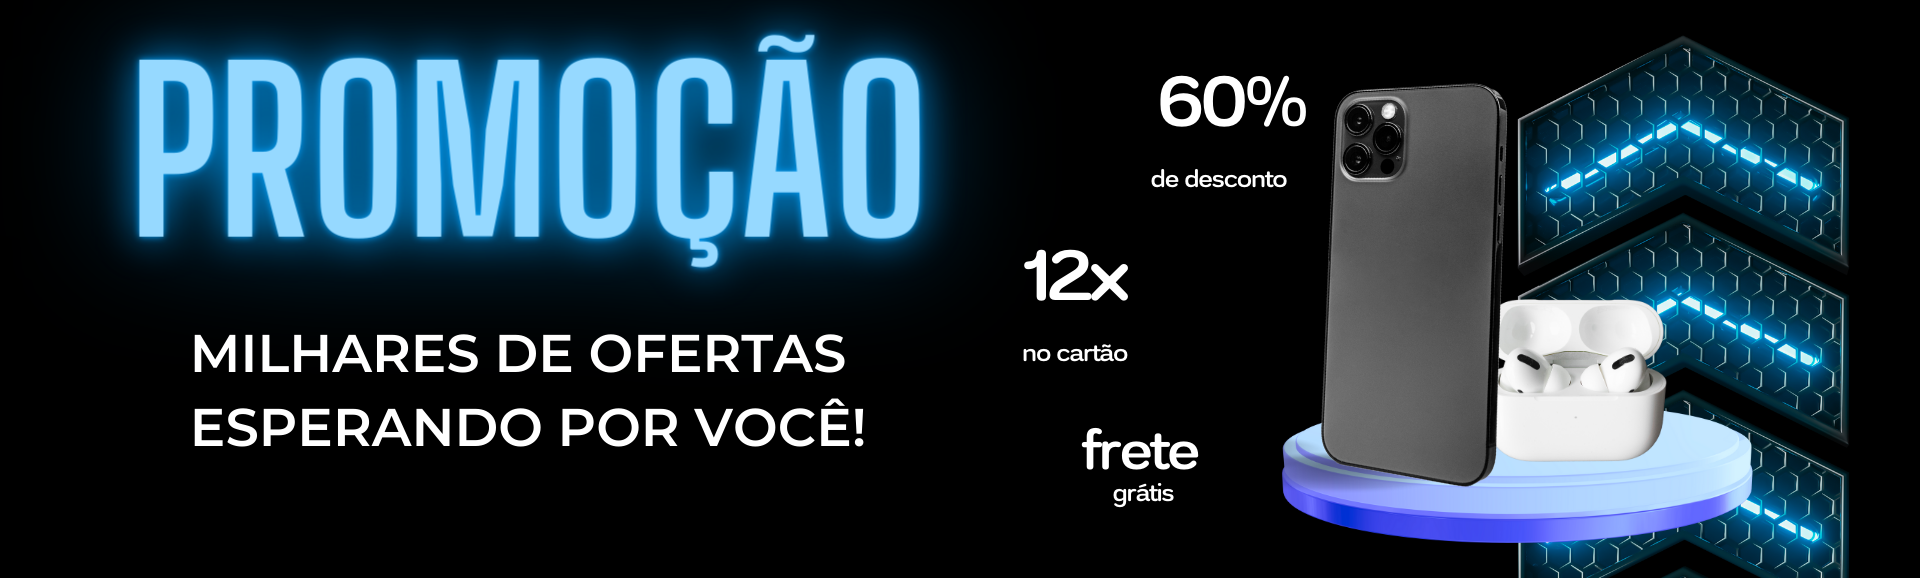 PROMOÇÃO
MILHARES DE OFERTAS
ESPERANDO POR VOCÊ!
60%
de desconto
12x
no cartão
frete
grátis